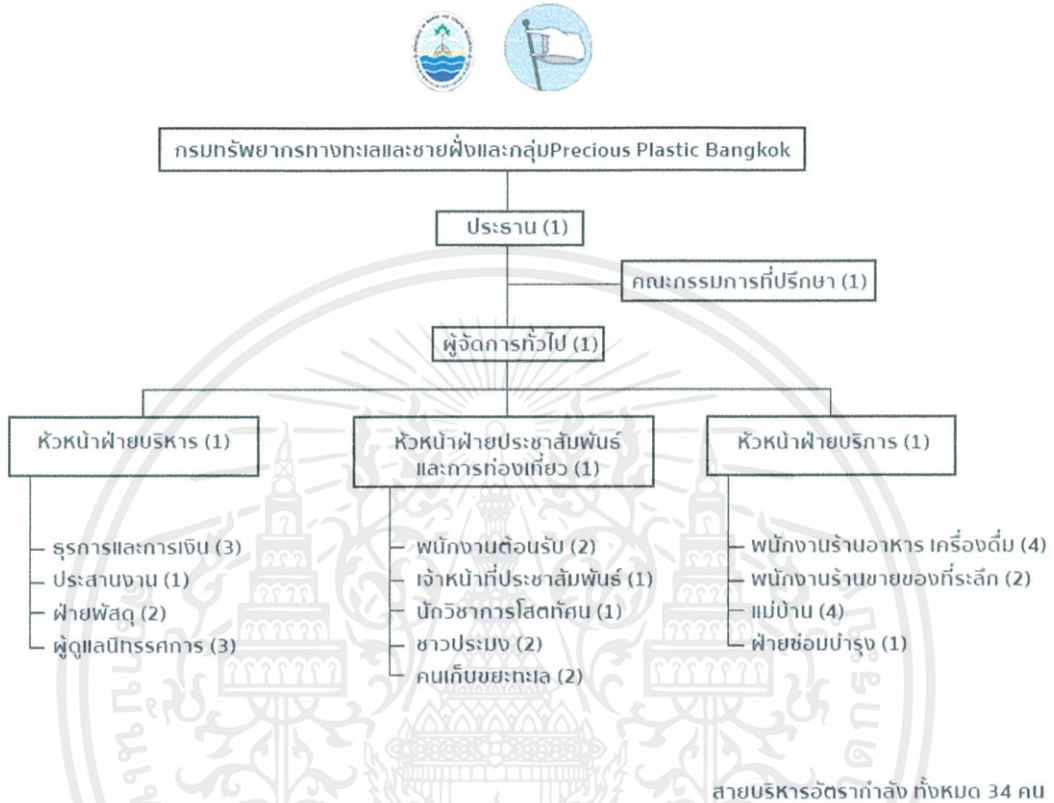 กรมทรัพยากรทางทะเลและชายฝั่งและกลุ่มPrecious Plastic Bangkok
ประธาน (1)
คณะกรรมการที่ปรึกษา (1)
ผู้จัดการทั่วไป (1)
หัวหน้าฝ่ายบริหาร (1)
ธุรการและการเงิน (3)
ประสานงาน (1)
ฝ่ายพัสดุ (2)
ผู้ดูแลนิทรรศการ (3)
หัวหน้าฝ่ายประชาสัมพันธ์
และการท่องเที่ยว (1)
พนักงานต้อนรับ (2)
เจ้าหน้าที่ประชาสัมพันธ์ (1)
นักวิชาการโสตทัศน (1)
ชาวประมง (2)
คนเก็บขยะทะเล (2)
หัวหน้าฝ่ายบริการ (1)
พนักงานร้านอาหาร เครื่องดื่ม (4)
พนักงานร้านขายของที่ระลึก (2)
แม่บ้าน (4)
ฝ่ายซ่อมบำรุง (1)
สายบริหารอัตรากำลัง ทั้งหมด 34 คน